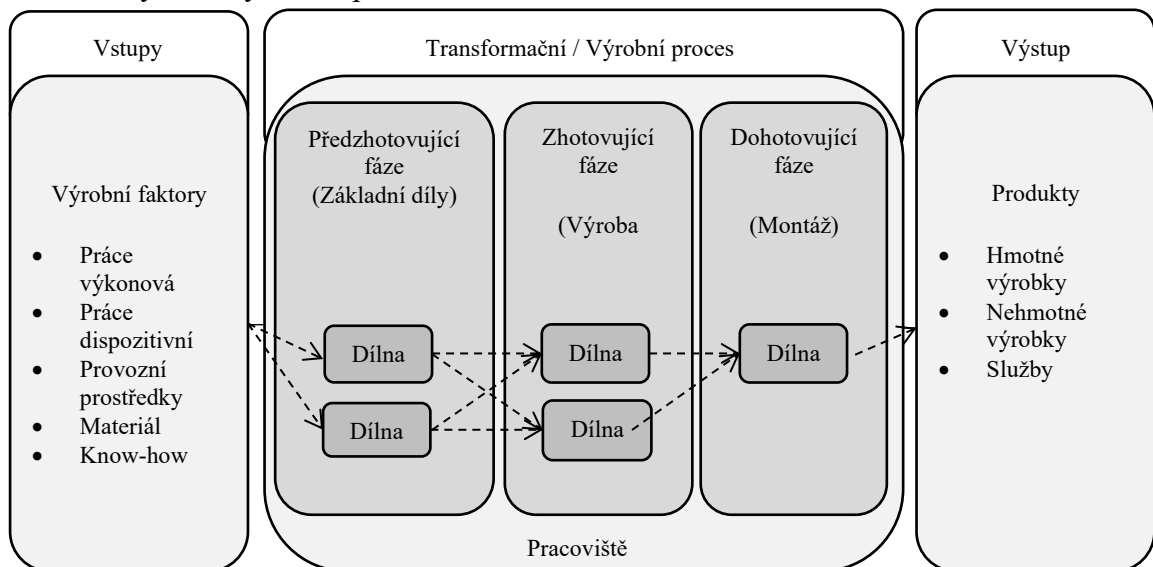 Vstupy
Výrobní faktory
• Práce
výkonová
• Práce
dispozitivní
• Provozní
prostředky
• Materiál
• Know-how
Transformační / Výrobní proces
Předzhotovující
fáze
(Základní díly)
Dílna
Dílna
Zhotovující
fáze
(Výroba
Dílna
Dílna
Dohotovující
fáze
(Montáž)
Dílna
Pracoviště
Výstup
Produkty
• Hmotné
výrobky
• Nehmotné
výrobky
• Služby